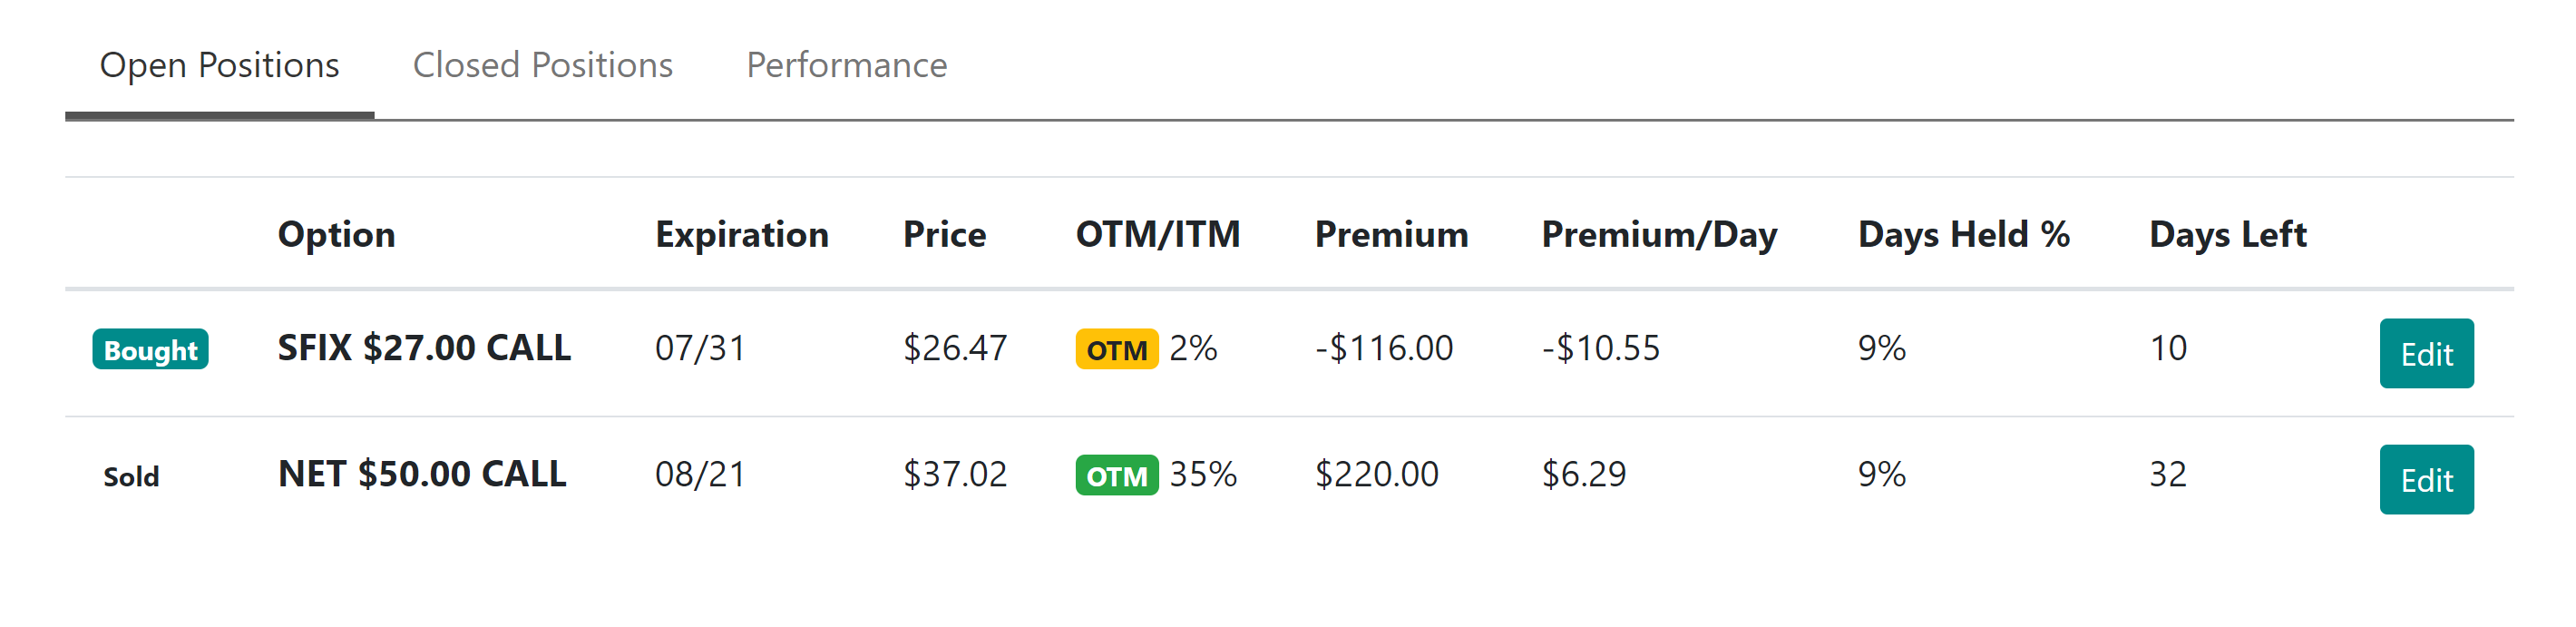 Open Positions Closed Positions Performance
Option Expiration Price OTM/ITM Premium Premium/Day Days Held % Days Left
Bought SFIX $27.00 CALL 07/31 $26.47 OTM 2% -$116.00 -$10.55 9% 10 Edit
Sold NET $50.00 CALL 08/21 $37.02 OTM 35% $220.00 $6.29 9% 32 Edit